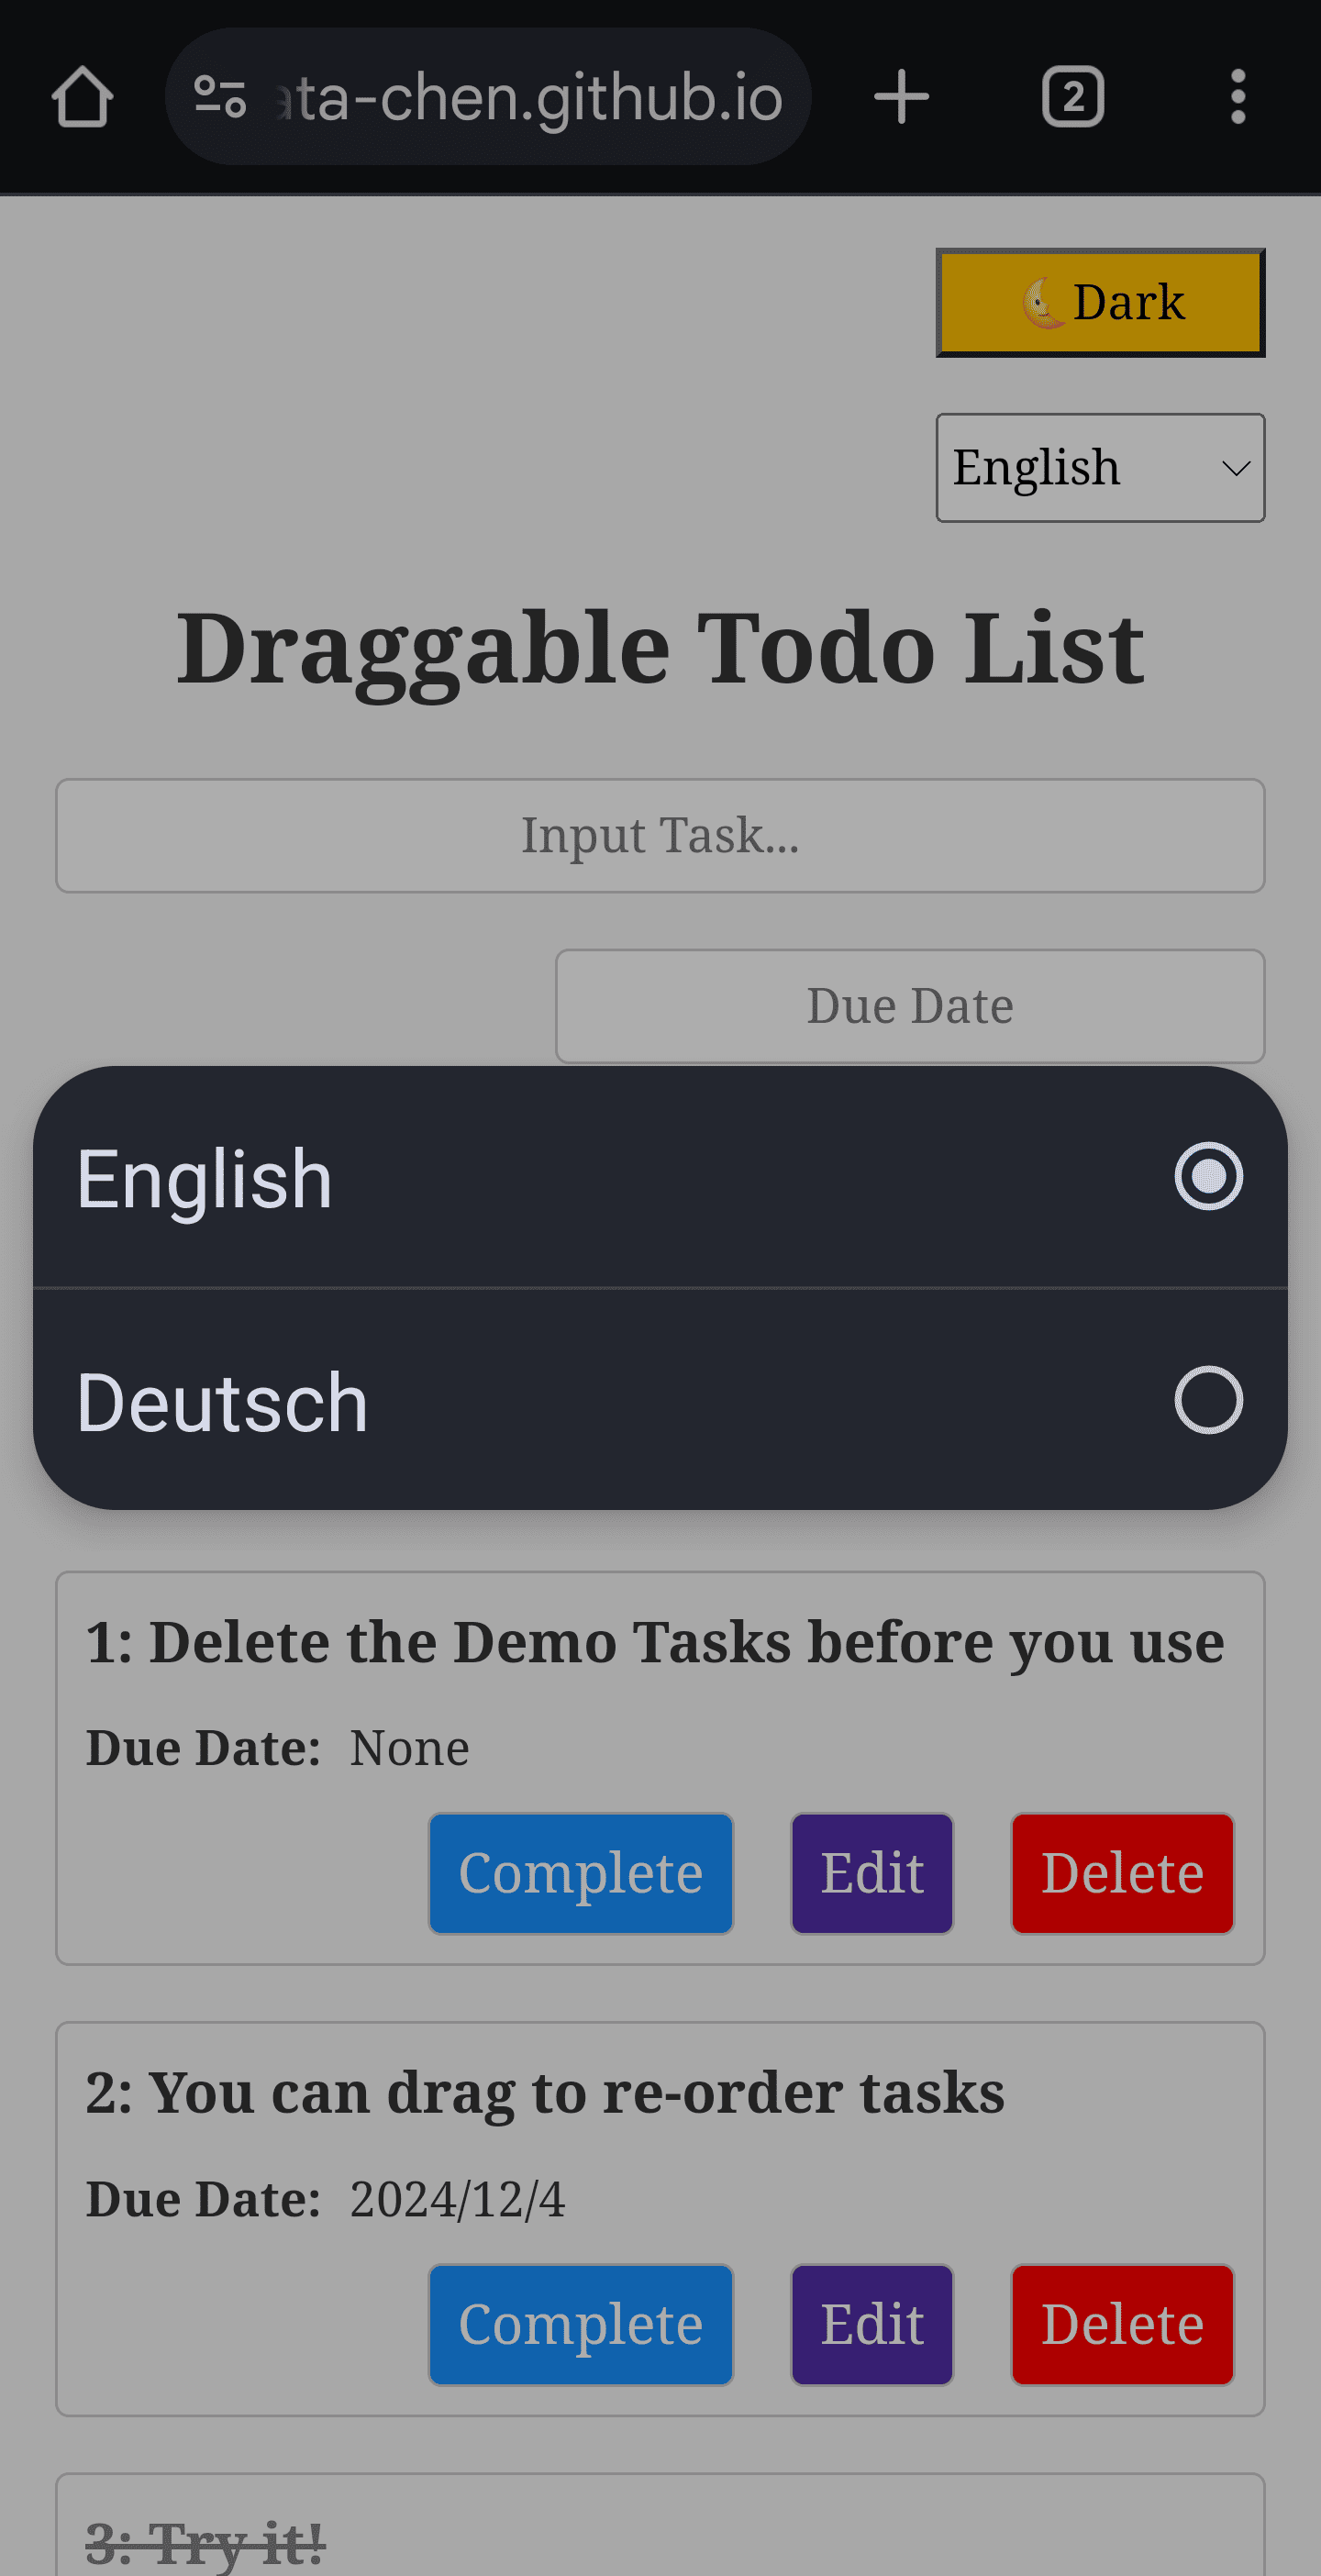 ta-chen.github.io
2
Dark
English
Draggable Todo List
Input Task...
Due Date
English
Deutsch
1: Delete the Demo Tasks before you use
Due Date: None
Complete Edit Delete
2: You can drag to re-order tasks
Due Date: 2024/12/4
Complete Edit Delete
3: Try it!